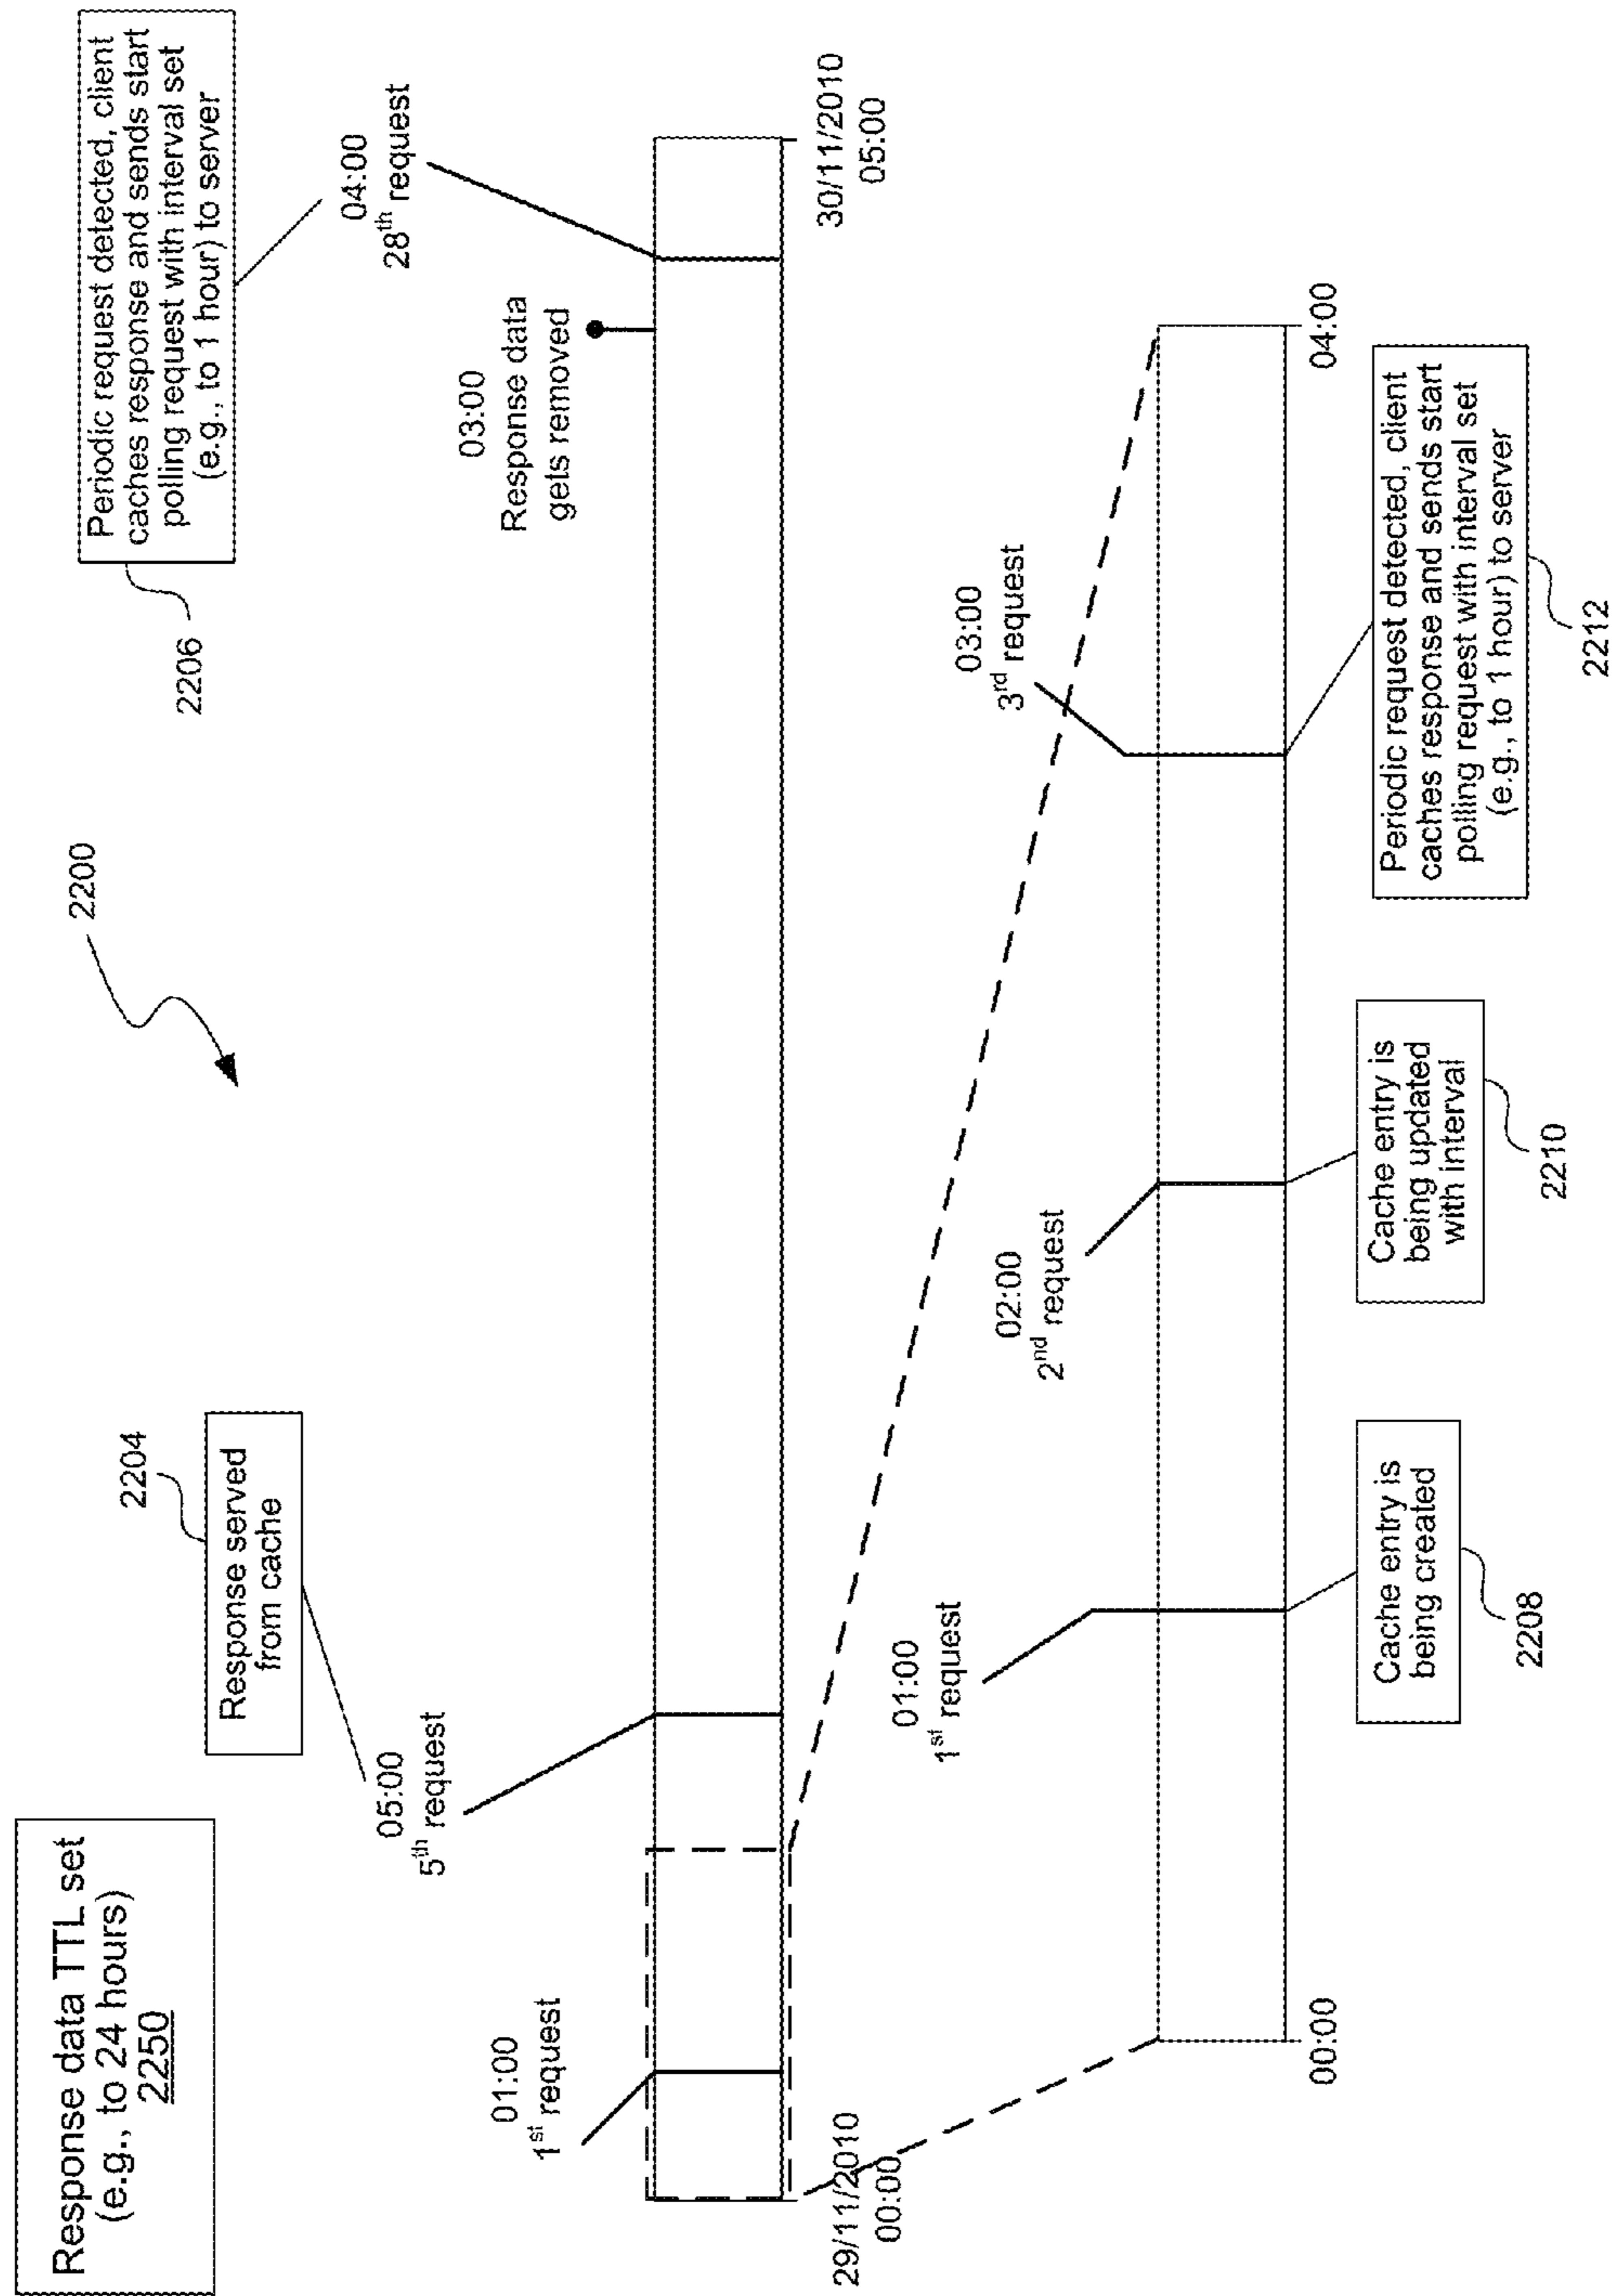 Response data TTL set
(e.g., to 24 hours)
2250
2204
Response served
from cache
2200
2206
Periodic request detected, client
caches response and sends start
polling request with interval set
(e.g., to 1 hour) to server
01:00
1st request
05:00
5th request
03:00
Response data
gets removed
04:00
28th request
29/11/2010
00:00
30/11/2010
05:00
01:00
1st request
02:00
2nd request
03:00
3rd request
00:00
04:00
Cache entry is
being created
2208
Cache entry is
being updated
with interval
2210
Periodic request detected, client
caches response and sends start
polling request with interval set
(e.g., to 1 hour) to server
2212